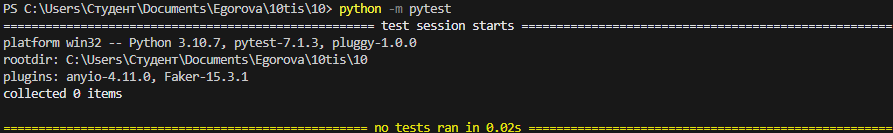 PS C:\Users\Студент\Documents\Egorova\10tis\10> python -m pytest
================================================= test session starts =================================================
platform win32 -- Python 3.10.7, pytest-7.1.3, pluggy-1.0.0
rootdir: C:\Users\Студент\Documents\Egorova\10tis\10
plugins: anyio-4.11.0, Faker-15.3.1
collected 0 items
================================================ no tests ran in 0.02s ================================================